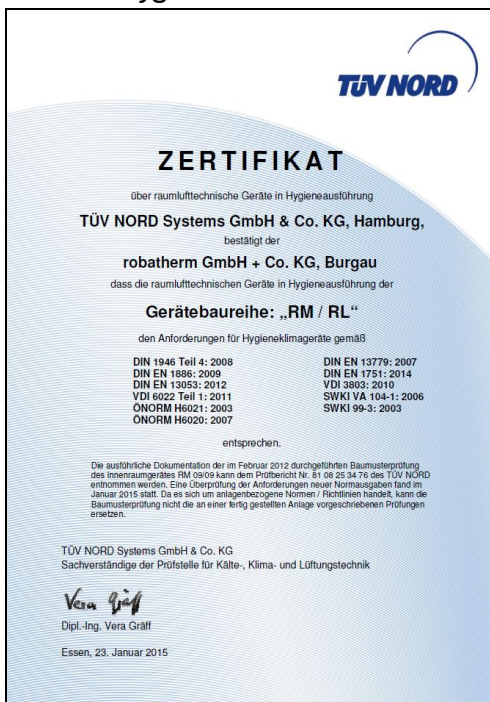 TÜV NORD
ZERTIFIKAT
über raumlufttechnische Geräte in Hygieneausführung
TÜV NORD Systems GmbH & Co. KG, Hamburg,
bestätigt der
robatherm GmbH + Co. KG, Burgau
dass die raumlufttechnischen Geräte in Hygieneausführung der
Gerätebaureihe: „RM / RL“
den Anforderungen für Hygieneklimageräte gemäß
DIN 1946 Teil 4: 2008
DIN EN 1886: 2009
DIN EN 13053: 2012
VDI 6022 Teil 1: 2011
ÖNORM H6021: 2003
ÖNORM H6020: 2007
DIN EN 13779: 2007
DIN EN 1751: 2014
VDI 3803: 2010
SWKI VA 104-1: 2006
SWKI 99-3: 2003
entsprechen.
Die ausführliche Dokumentation der im Februar 2012 durchgeführten Baumusterprüfung
des Innenraumgerätes RM 09/09 kann dem Prüfbericht Nr. 81 08 25 34 76 des TÜV NORD
entnommen werden. Eine Überprüfung der Anforderungen neuer Normausgaben fand im
Januar 2015 statt. Da es sich um anlagenbezogene Normen / Richtlinien handelt, kann die
Baumusterprüfung nicht die an einer fertig gestellten Anlage vorgeschriebenen Prüfungen
ersetzen.
TÜV NORD Systems GmbH & Co. KG
Sachverständige der Prüfstelle für Kälte-, Klima- und Lüftungstechnik
Vera Gräff
Dipl.-Ing. Vera Gräff
Essen, 23. Januar 2015